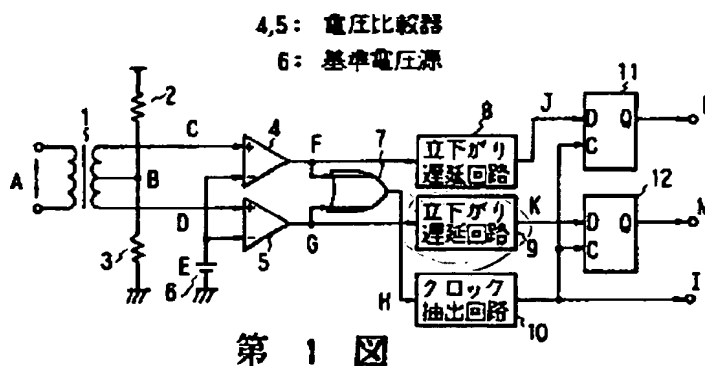 4,5: 電圧比較器
6: 基準電圧源
1
2
3
A
B
C
D
E
6
4
5
F
G
7
H
8
立下がり
遅延回路
J
立下がり
遅延回路
9
K
クロック
抽出回路
10
11
D Q
C
12
D Q
C
M
I
第 1 図